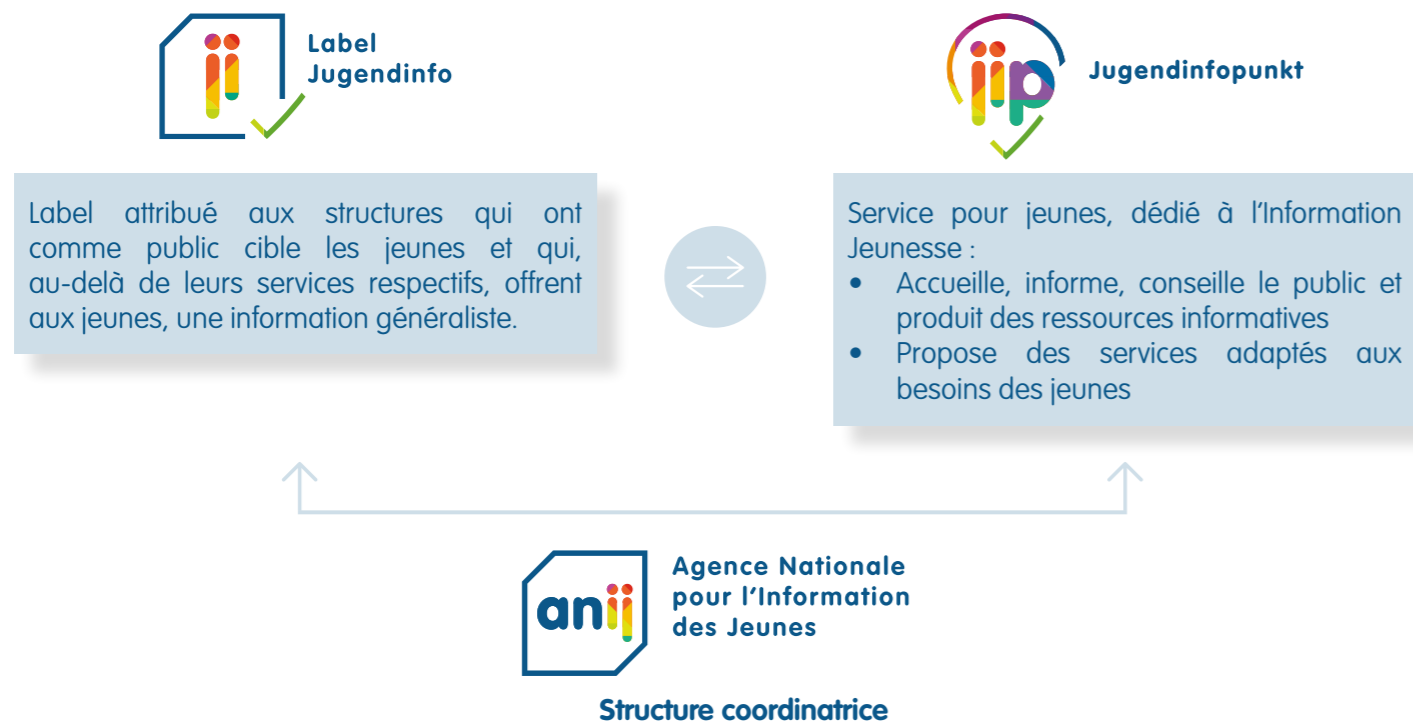 ji
Label
Jugendinfo
jip
Jugendinfopunkt
Label attribué aux structures qui ont
comme public cible les jeunes et qui,
au-delà de leurs services respectifs, offrent
aux jeunes, une information généraliste.
Service pour jeunes, dédié à l'Information
Jeunesse :
• Accueille, informe, conseille le public et
produit des ressources informatives
• Propose des services adaptés aux
besoins des jeunes
anij
Agence Nationale
pour l'Information
des Jeunes
Structure coordinatrice